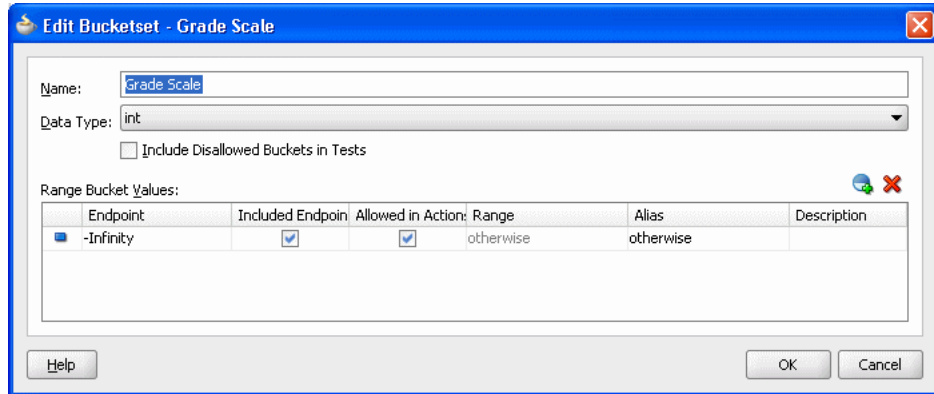 Edit Bucketset - Grade Scale
Name: Grade Scale
Data Type: int
Include Disallowed Buckets in Tests
Range Bucket Values:
Endpoint Included Endpoin Allowed in Action: Range Alias Description
-Infinity otherwise otherwise
Help OK Cancel